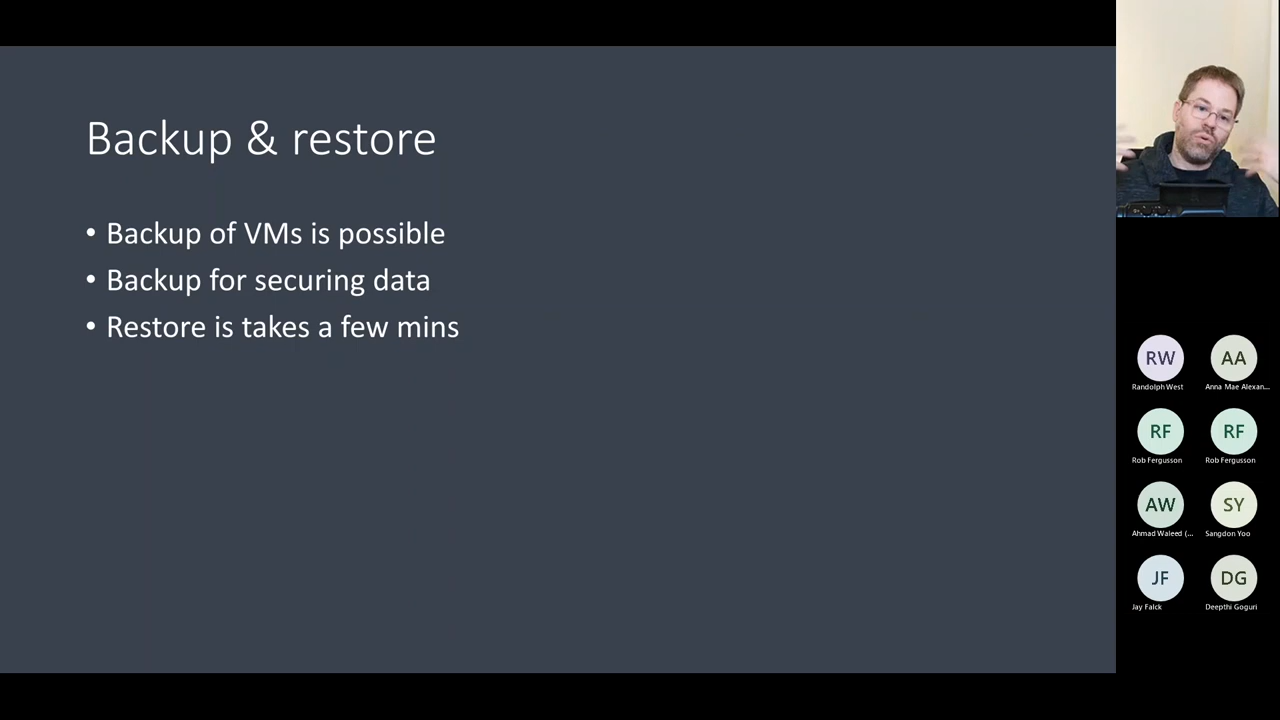 Backup & restore
• Backup of VMs is possible
• Backup for securing data
• Restore is takes a few mins
RW AA
Randolph West Anna Mae Alexan...
RF RF
Rob Fergusson Rob Fergusson
AW SY
Ahmad Waleed (... Sangdon Yoo
JF DG
Jay Falck Deepthi Goguri